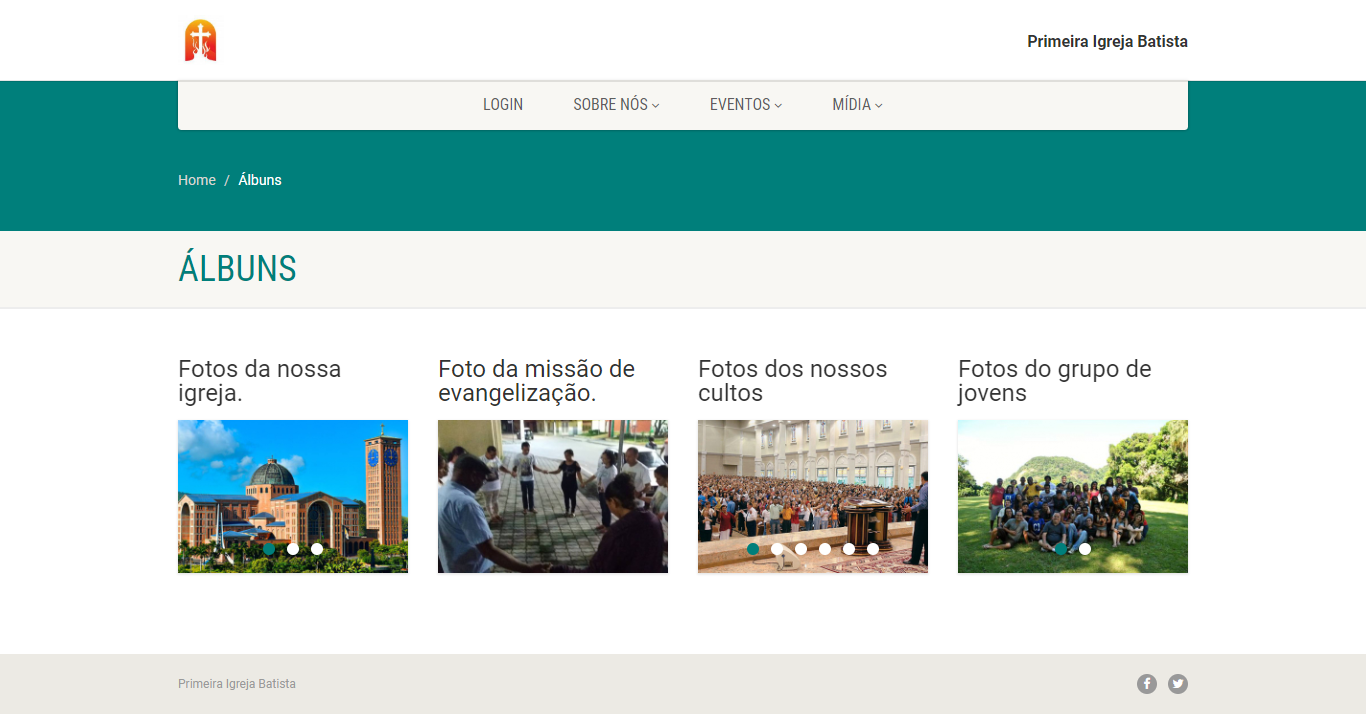 Primeira Igreja Batista
LOGIN
SOBRE NÓS
EVENTOS
MÍDIA
Home / Álbuns
ÁLBUNS
Fotos da nossa
igreja.
Foto da missão de
evangelização.
Fotos dos nossos
cultos
Fotos do grupo de
jovens
Primeira Igreja Batista